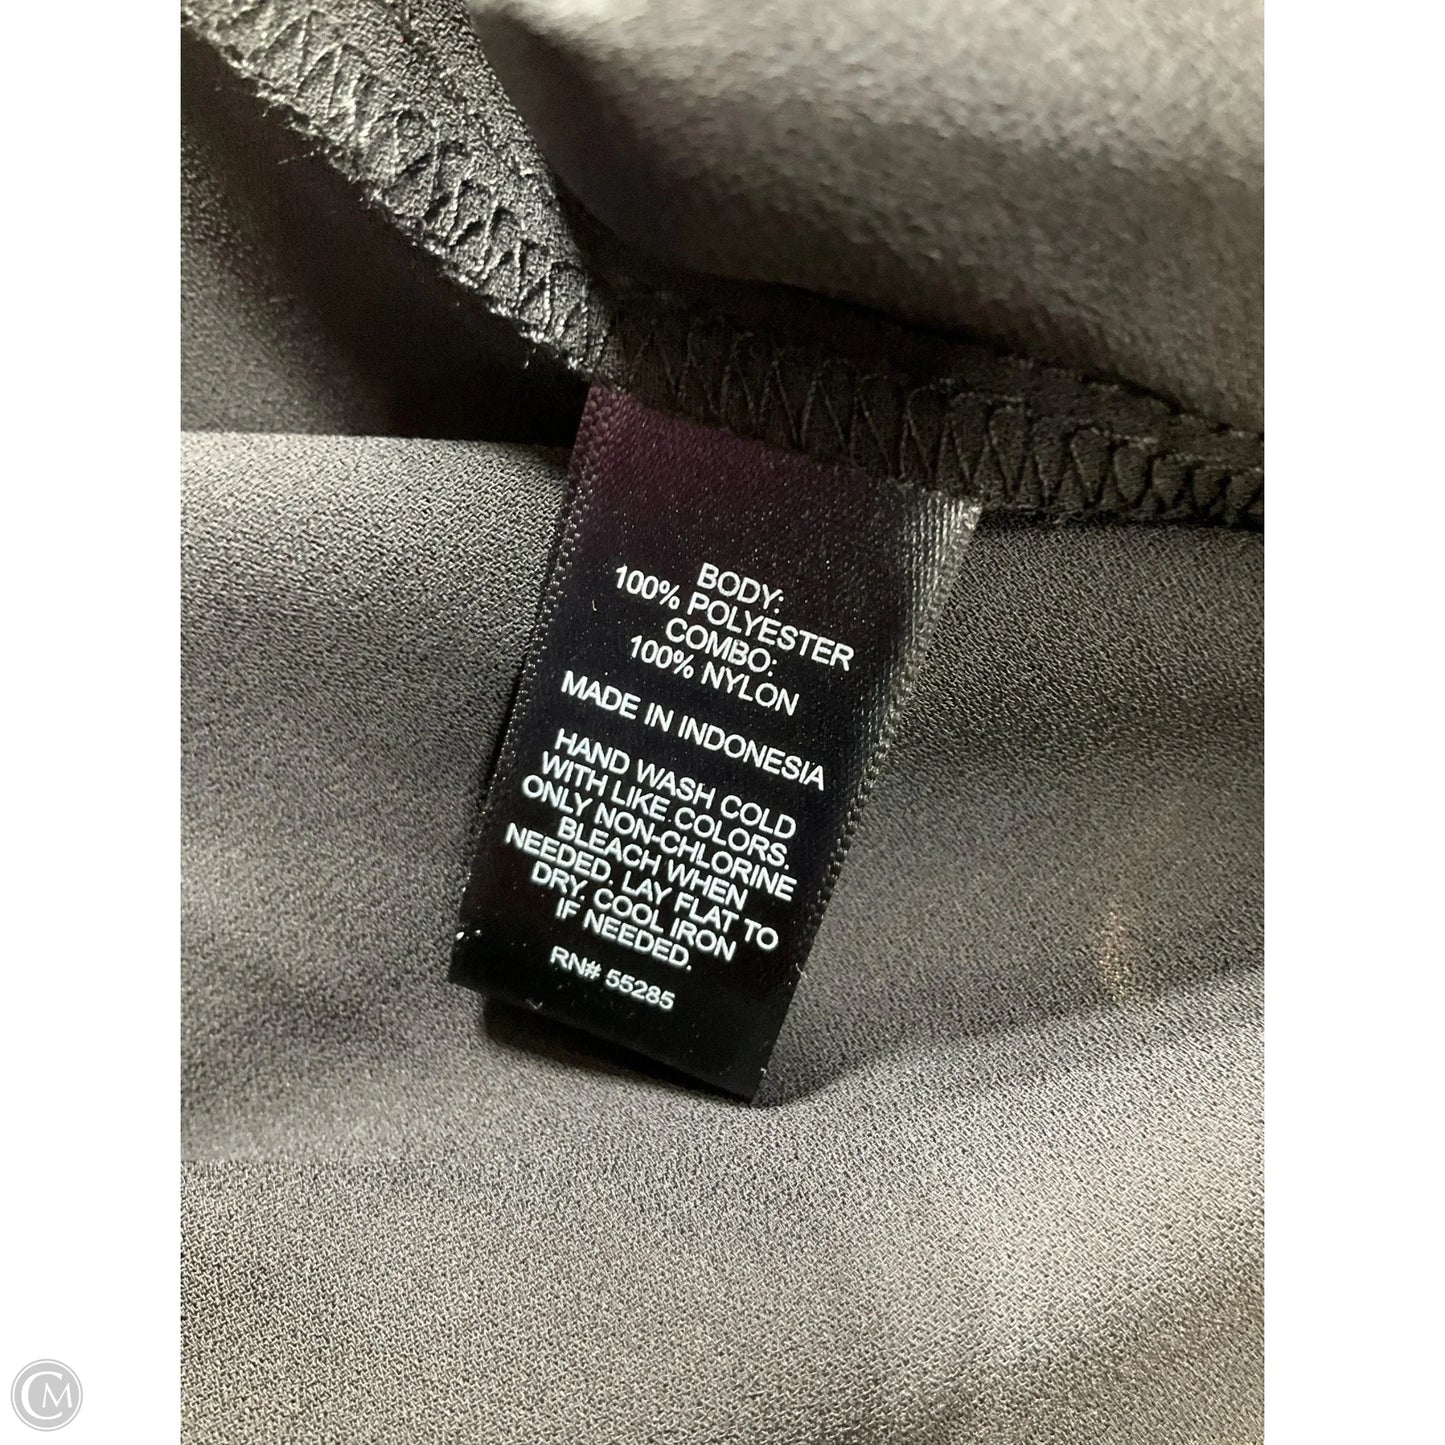 BODY:
100% POLYESTER
COMBO:
100% NYLON
MADE IN INDONESIA
HAND WASH COLD
WITH LIKE COLORS.
ONLY NON-CHLORINE
BLEACH WHEN
NEEDED. LAY FLAT TO
DRY. COOL IRON
IF NEEDED.
RN# 55285
CM